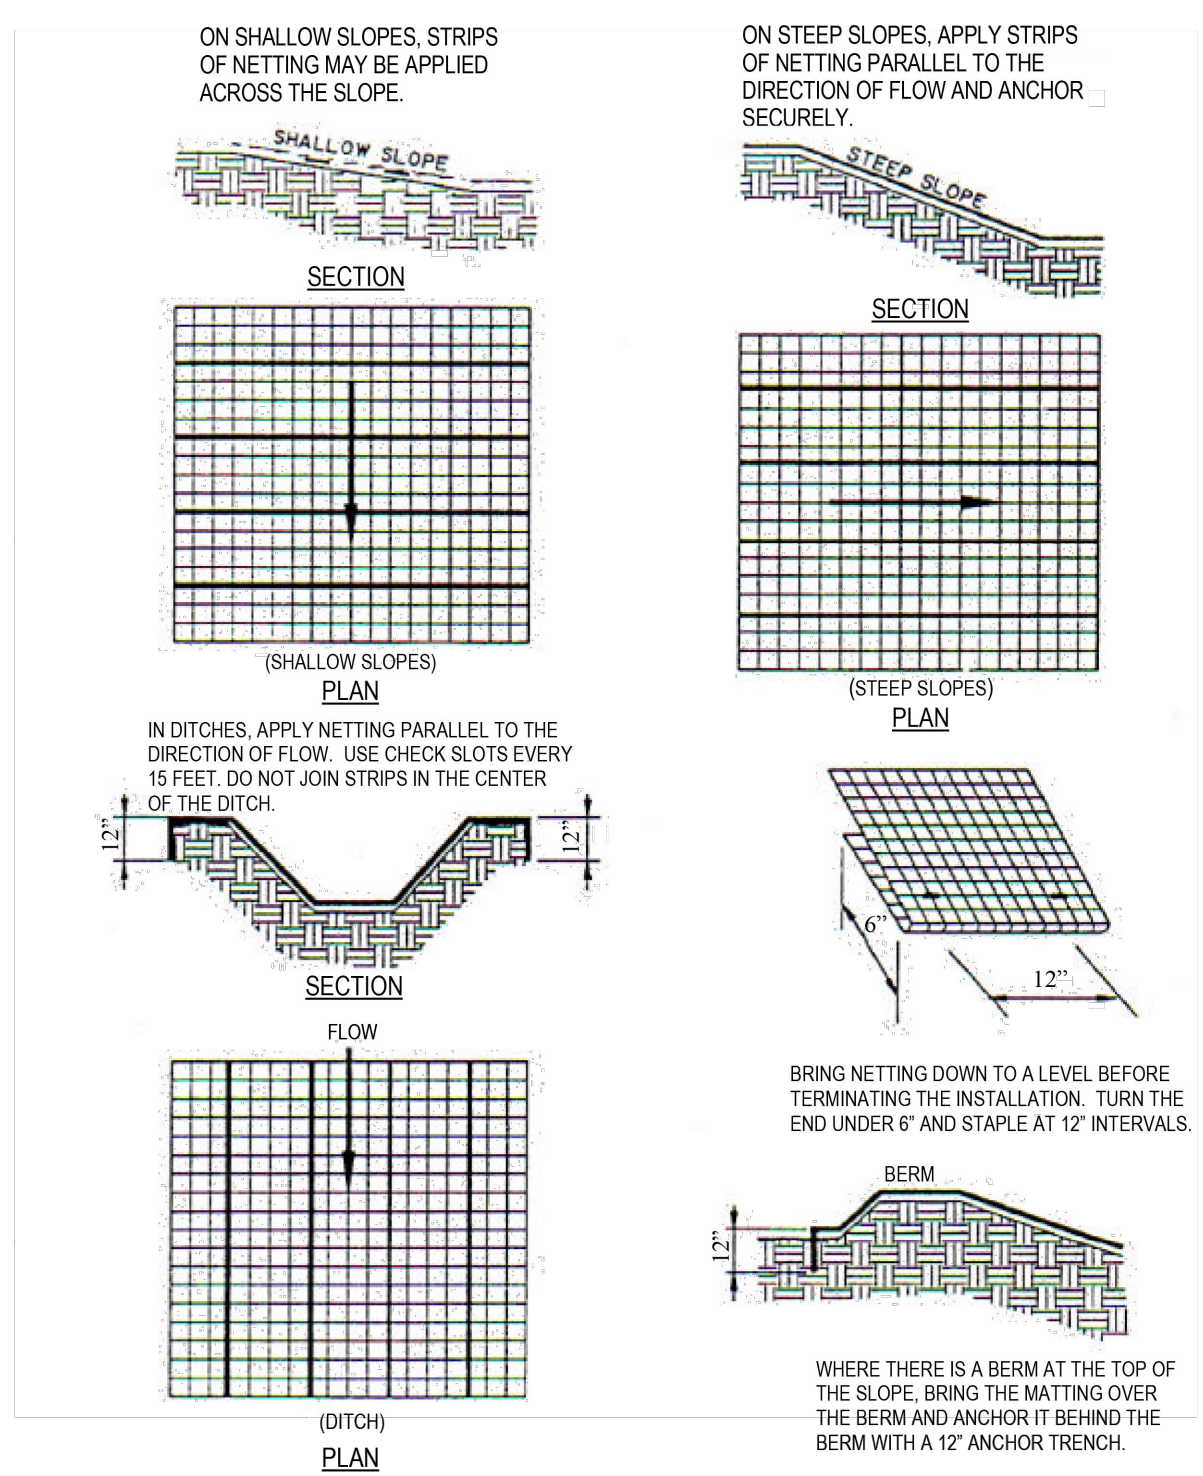 ON SHALLOW SLOPES, STRIPS
OF NETTING MAY BE APPLIED
ACROSS THE SLOPE.
SHALLOW SLOPE
SECTION
(SHALLOW SLOPES)
PLAN
ON STEEP SLOPES, APPLY STRIPS
OF NETTING PARALLEL TO THE
DIRECTION OF FLOW AND ANCHOR
SECURELY.
STEEP SLOPE
SECTION
(STEEP SLOPES)
PLAN
IN DITCHES, APPLY NETTING PARALLEL TO THE
DIRECTION OF FLOW.  USE CHECK SLOTS EVERY
15 FEET. DO NOT JOIN STRIPS IN THE CENTER
OF THE DITCH.
12”
12”
SECTION
FLOW
(DITCH)
PLAN
6”
12”
BRING NETTING DOWN TO A LEVEL BEFORE
TERMINATING THE INSTALLATION.  TURN THE
END UNDER 6” AND STAPLE AT 12” INTERVALS.
BERM
12”
WHERE THERE IS A BERM AT THE TOP OF
THE SLOPE, BRING THE MATTING OVER
THE BERM AND ANCHOR IT BEHIND THE
BERM WITH A 12” ANCHOR TRENCH.